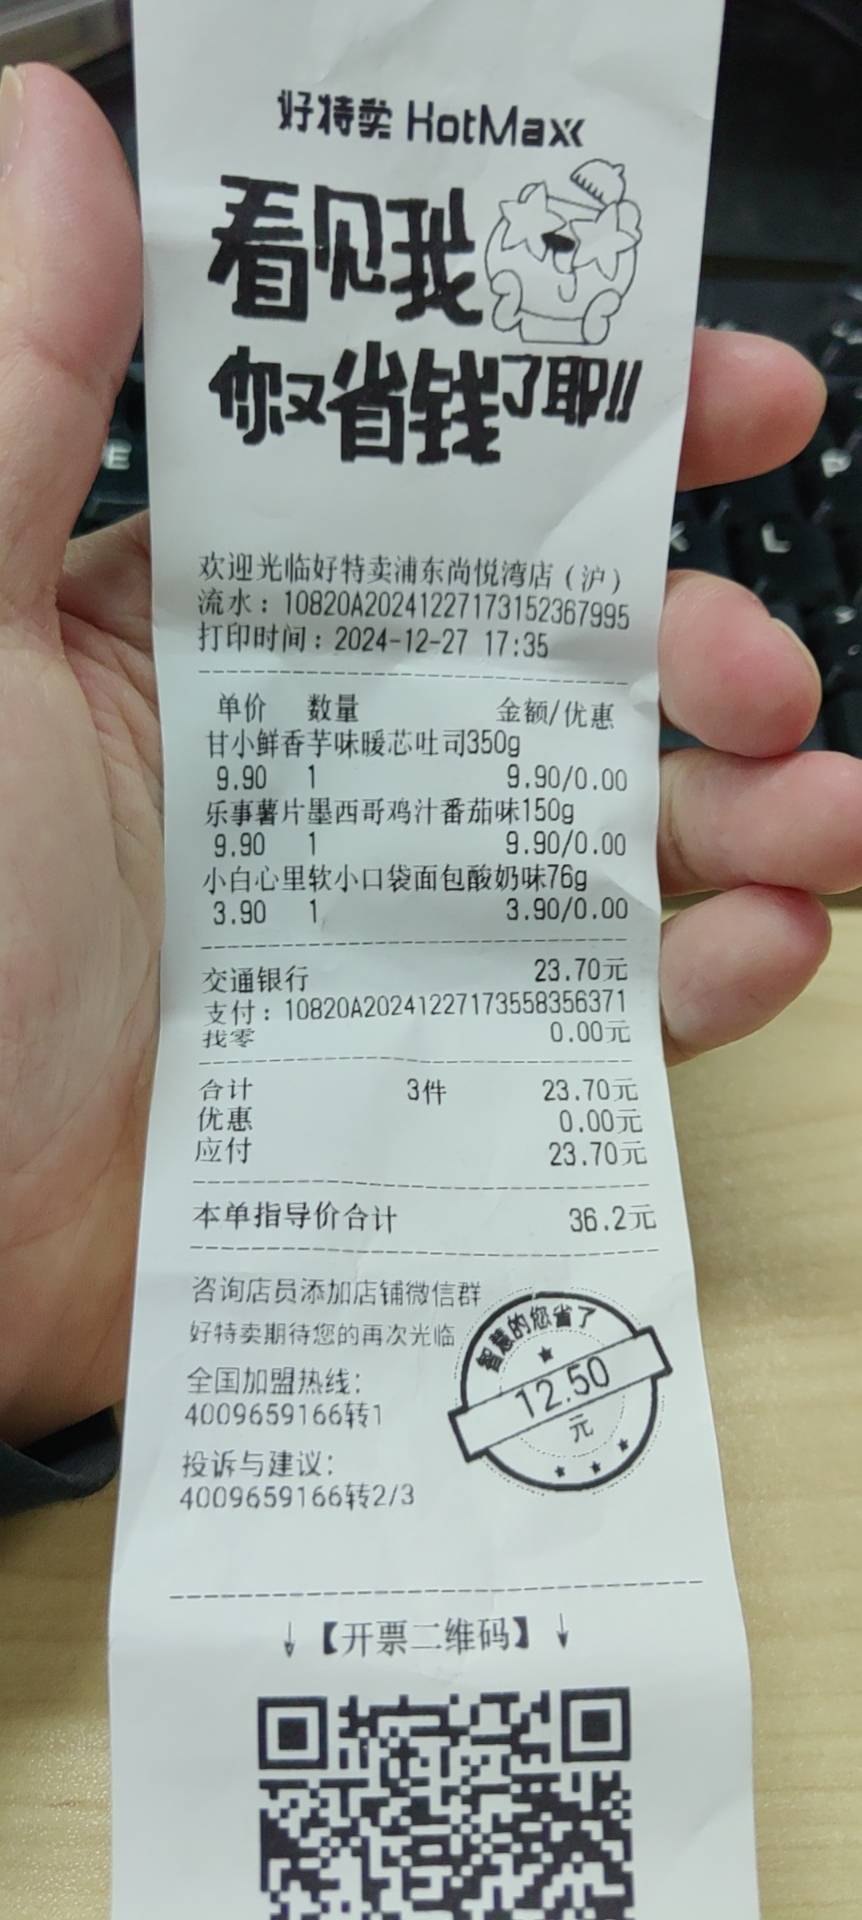 好特卖 HotMaxx
看见我
你又省钱了耶!!
欢迎光临好特卖浦东尚悦湾店(沪)
流水:10820A20241227173152367995
打印时间:2024-12-27 17:35
单价 数量 金额/优惠
甘小鲜香芋味暖芯吐司350g
9.90 1 9.90/0.00
乐事薯片墨西哥鸡汁番茄味150g
9.90 1 9.90/0.00
小白心里软小口袋面包酸奶味76g
3.90 1 3.90/0.00
交通银行 23.70元
支付:10820A20241227173558356371
找零 0.00元
合计 3件 23.70元
优惠 0.00元
应付 23.70元
本单指导价合计 36.2元
咨询店员添加店铺微信群
好特卖期待您的再次光临
全国加盟热线:
4009659166转1
投诉与建议:
4009659166转2/3
智慧的您省了
12.50
元
↓【开票二维码】↓